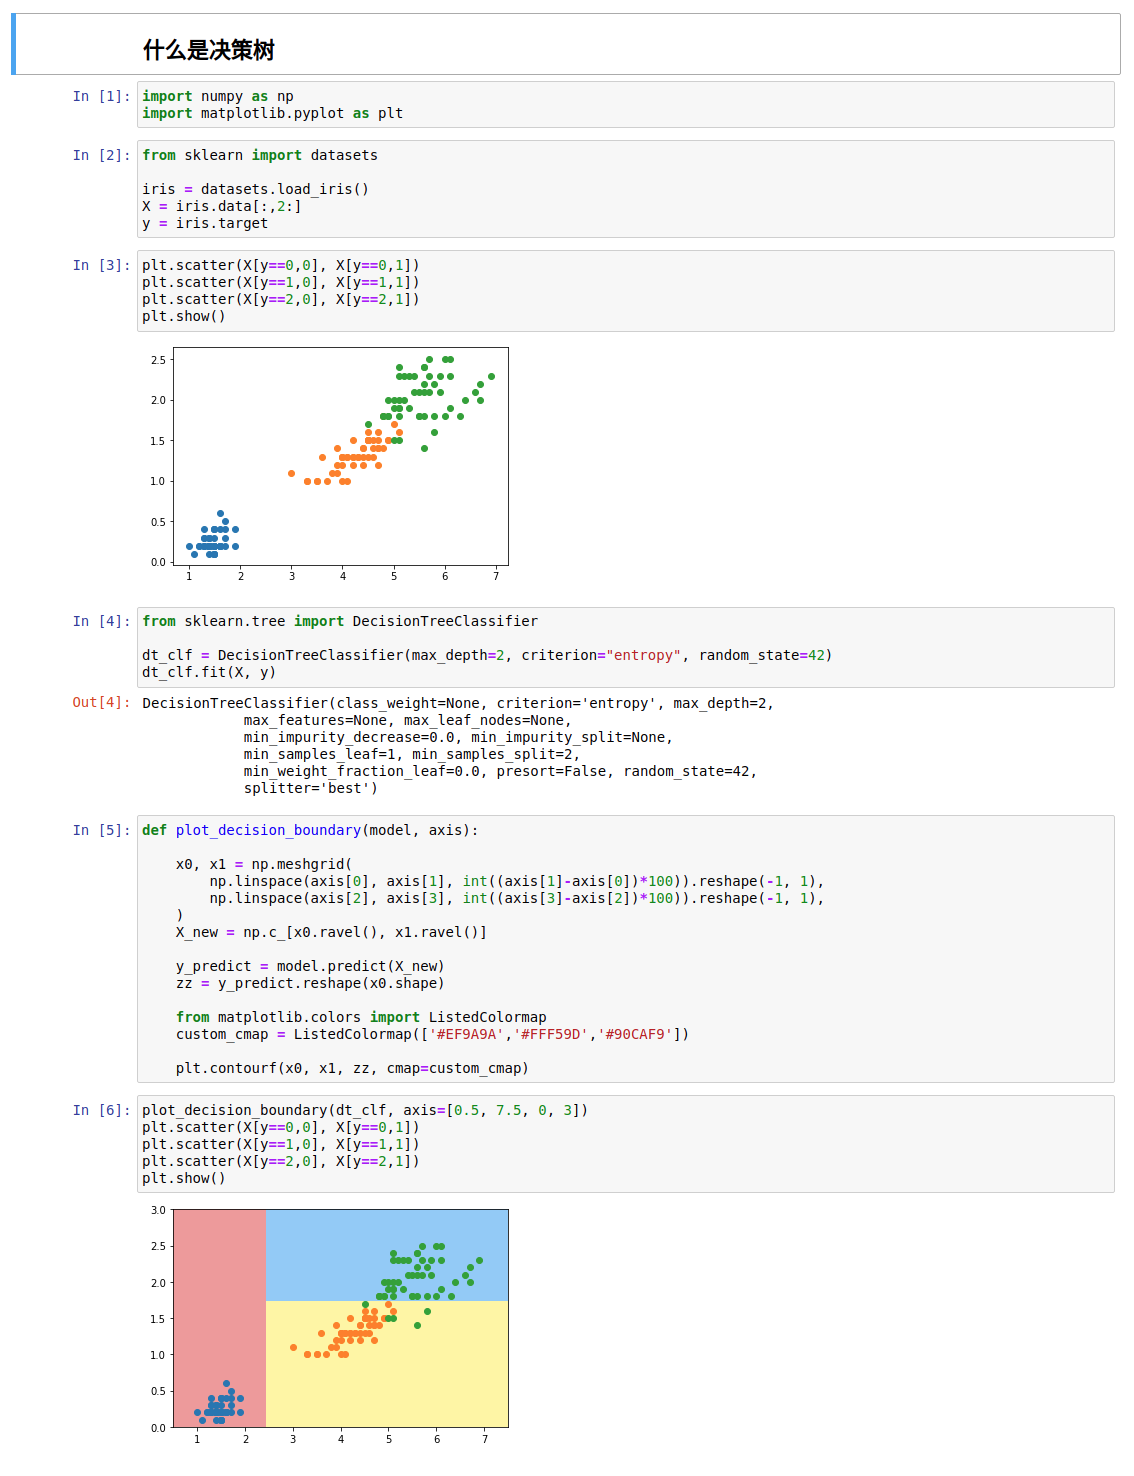 什么是决策树
In [1]: import numpy as np
import matplotlib.pyplot as plt
In [2]: from sklearn import datasets
iris = datasets.load_iris()
X = iris.data[:,2:]
y = iris.target
In [3]: plt.scatter(X[y==0,0], X[y==0,1])
plt.scatter(X[y==1,0], X[y==1,1])
plt.scatter(X[y==2,0], X[y==2,1])
plt.show()
2.5
2.0
1.5
1.0
0.5
0.0
1 2 3 4 5 6 7
In [4]: from sklearn.tree import DecisionTreeClassifier
dt_clf = DecisionTreeClassifier(max_depth=2, criterion="entropy", random_state=42)
dt_clf.fit(X, y)
Out[4]: DecisionTreeClassifier(class_weight=None, criterion='entropy', max_depth=2,
            max_features=None, max_leaf_nodes=None,
            min_impurity_decrease=0.0, min_impurity_split=None,
            min_samples_leaf=1, min_samples_split=2,
            min_weight_fraction_leaf=0.0, presort=False, random_state=42,
            splitter='best')
In [5]: def plot_decision_boundary(model, axis):
    x0, x1 = np.meshgrid(
        np.linspace(axis[0], axis[1], int((axis[1]-axis[0])*100)).reshape(-1, 1),
        np.linspace(axis[2], axis[3], int((axis[3]-axis[2])*100)).reshape(-1, 1),
    )
    X_new = np.c_[x0.ravel(), x1.ravel()]
    y_predict = model.predict(X_new)
    zz = y_predict.reshape(x0.shape)
    from matplotlib.colors import ListedColormap
    custom_cmap = ListedColormap(['#EF9A9A','#FFF59D','#90CAF9'])
    plt.contourf(x0, x1, zz, cmap=custom_cmap)
In [6]: plot_decision_boundary(dt_clf, axis=[0.5, 7.5, 0, 3])
plt.scatter(X[y==0,0], X[y==0,1])
plt.scatter(X[y==1,0], X[y==1,1])
plt.scatter(X[y==2,0], X[y==2,1])
plt.show()
3.0
2.5
2.0
1.5
1.0
0.5
0.0
1 2 3 4 5 6 7